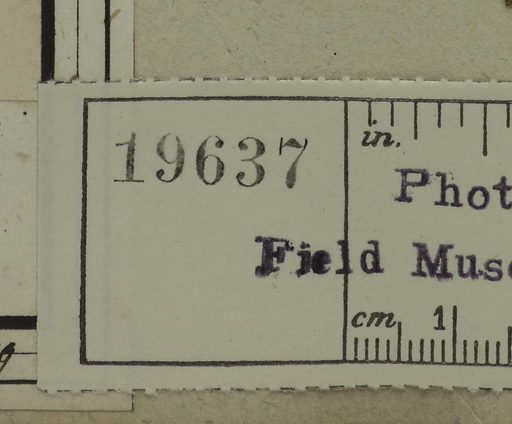 19637
in.
Phot
Field Muse
cm 1